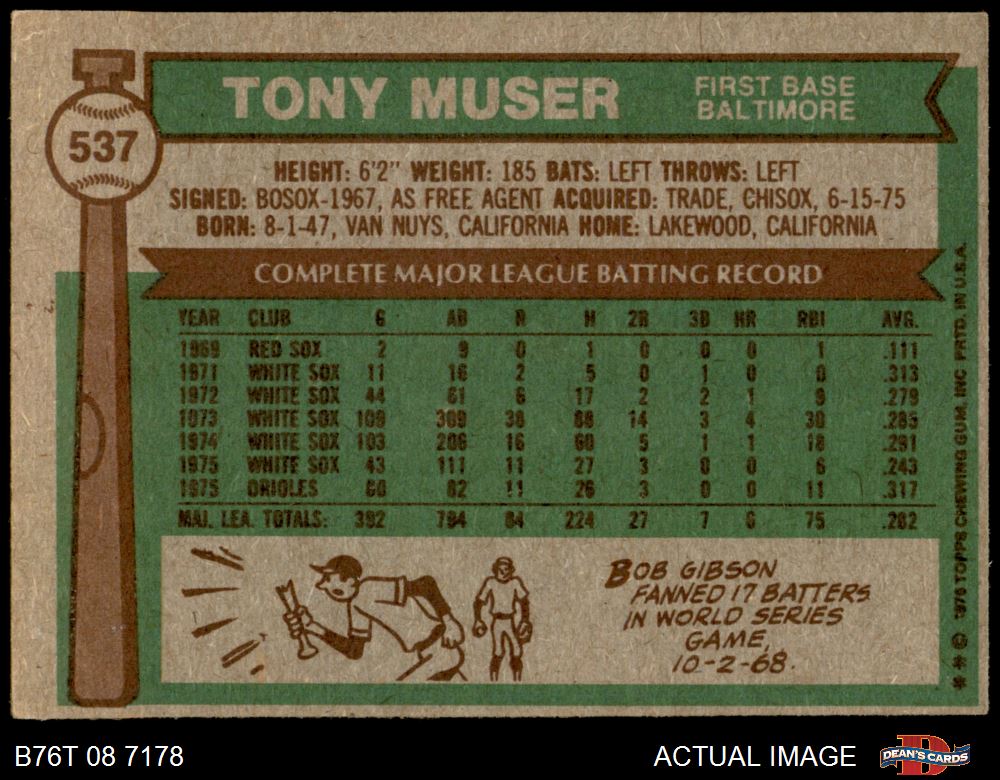 TONY MUSER
FIRST BASE
BALTIMORE
537
HEIGHT: 6'2" WEIGHT: 185 BATS: LEFT THROWS: LEFT
SIGNED: BOSOX-1967, AS FREE AGENT ACQUIRED: TRADE, CHISOX, 6-15-75
BORN: 8-1-47, VAN NUYS, CALIFORNIA HOME: LAKEWOOD, CALIFORNIA
COMPLETE MAJOR LEAGUE BATTING RECORD
YEAR CLUB G AB R H 2B 3B HR RBI AVG.
1969 RED SOX 2 9 0 1 0 0 0 1 .111
1971 WHITE SOX 11 16 2 5 0 1 0 0 .313
1972 WHITE SOX 44 61 6 17 2 2 1 9 .279
1973 WHITE SOX 109 309 38 88 14 3 4 30 .285
1974 WHITE SOX 103 206 16 60 5 1 1 18 .291
1975 WHITE SOX 43 111 11 27 3 0 0 6 .243
1975 ORIOLES 80 82 11 26 3 0 0 11 .317
MAJ. LEA. TOTALS: 392 794 84 224 27 7 6 75 .282
BOB GIBSON
FANNED 17 BATTERS
IN WORLD SERIES
GAME,
10-2-68.
** © 1976 TOPPS CHEWING GUM, INC. PRTD. IN U.S.A.
B76T 08 7178
ACTUAL IMAGE
DEAN'S CARDS